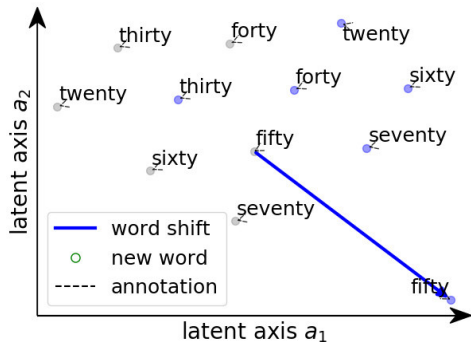 thirty
forty
twenty
twenty
thirty
forty
sixty
fifty
seventy
sixty
seventy
fifty
word shift
new word
annotation
latent axis a₂
latent axis a₁